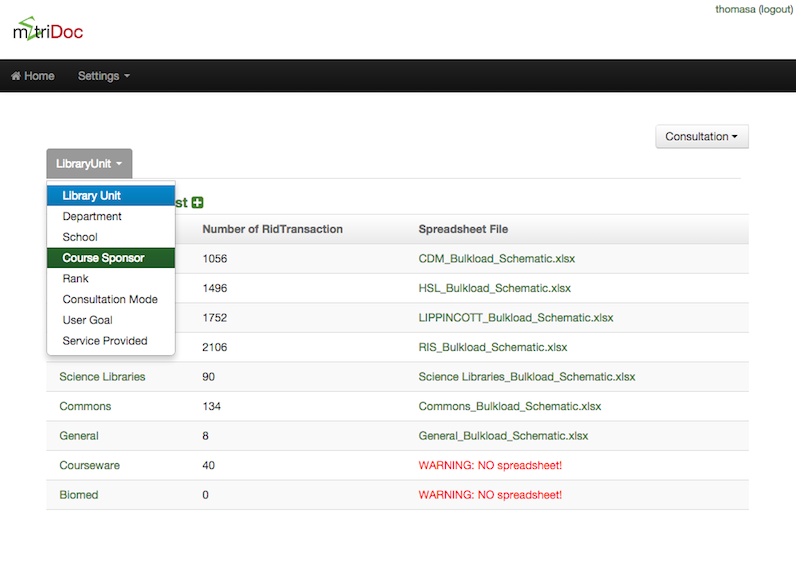 thomasa (logout)
metriDoc
Home Settings
Consultation
LibraryUnit
Library Unit
Department
School
Course Sponsor
Rank
Consultation Mode
User Goal
Service Provided
st
Number of RidTransaction Spreadsheet File
1056 CDM_Bulkload_Schematic.xlsx
1496 HSL_Bulkload_Schematic.xlsx
1752 LIPPINCOTT_Bulkload_Schematic.xlsx
2106 RIS_Bulkload_Schematic.xlsx
Science Libraries 90 Science Libraries_Bulkload_Schematic.xlsx
Commons 134 Commons_Bulkload_Schematic.xlsx
General 8 General_Bulkload_Schematic.xlsx
Courseware 40 WARNING: NO spreadsheet!
Biomed 0 WARNING: NO spreadsheet!